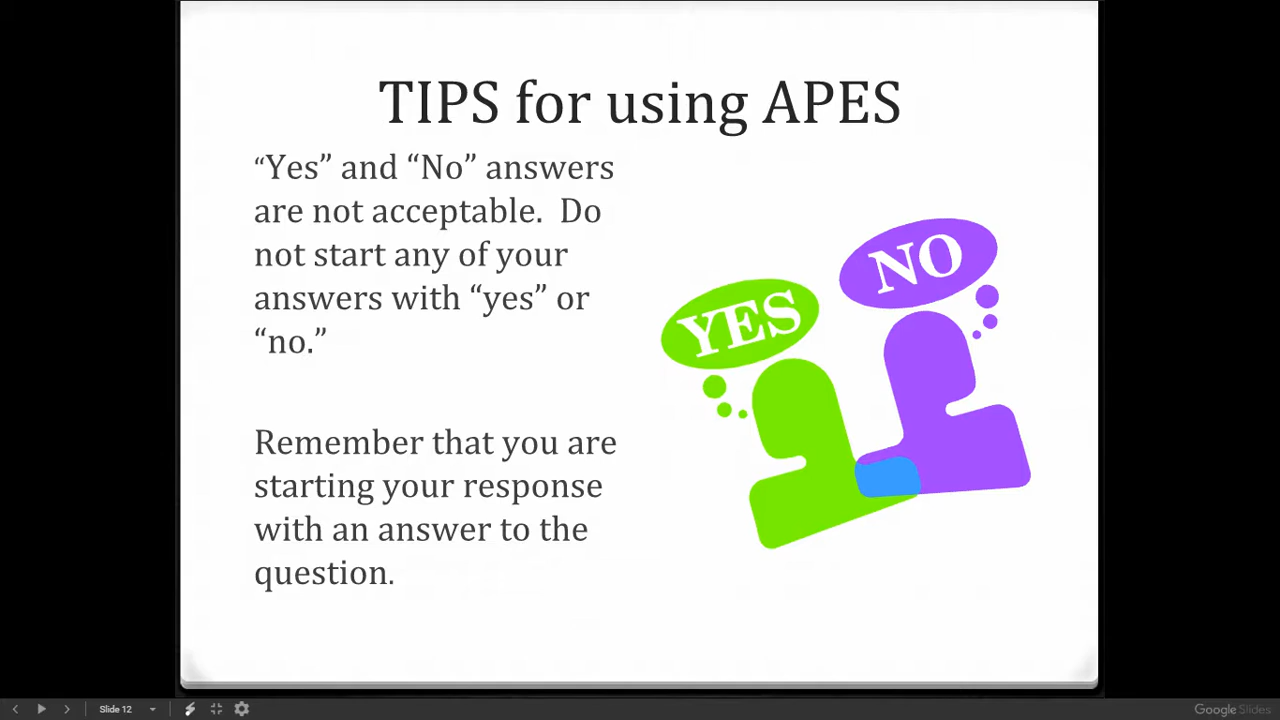 TIPS for using APES
“Yes” and “No” answers
are not acceptable.  Do
not start any of your
answers with “yes” or
“no.”
Remember that you are
starting your response
with an answer to the
question.
YES
NO
Slide 12
Google Slides